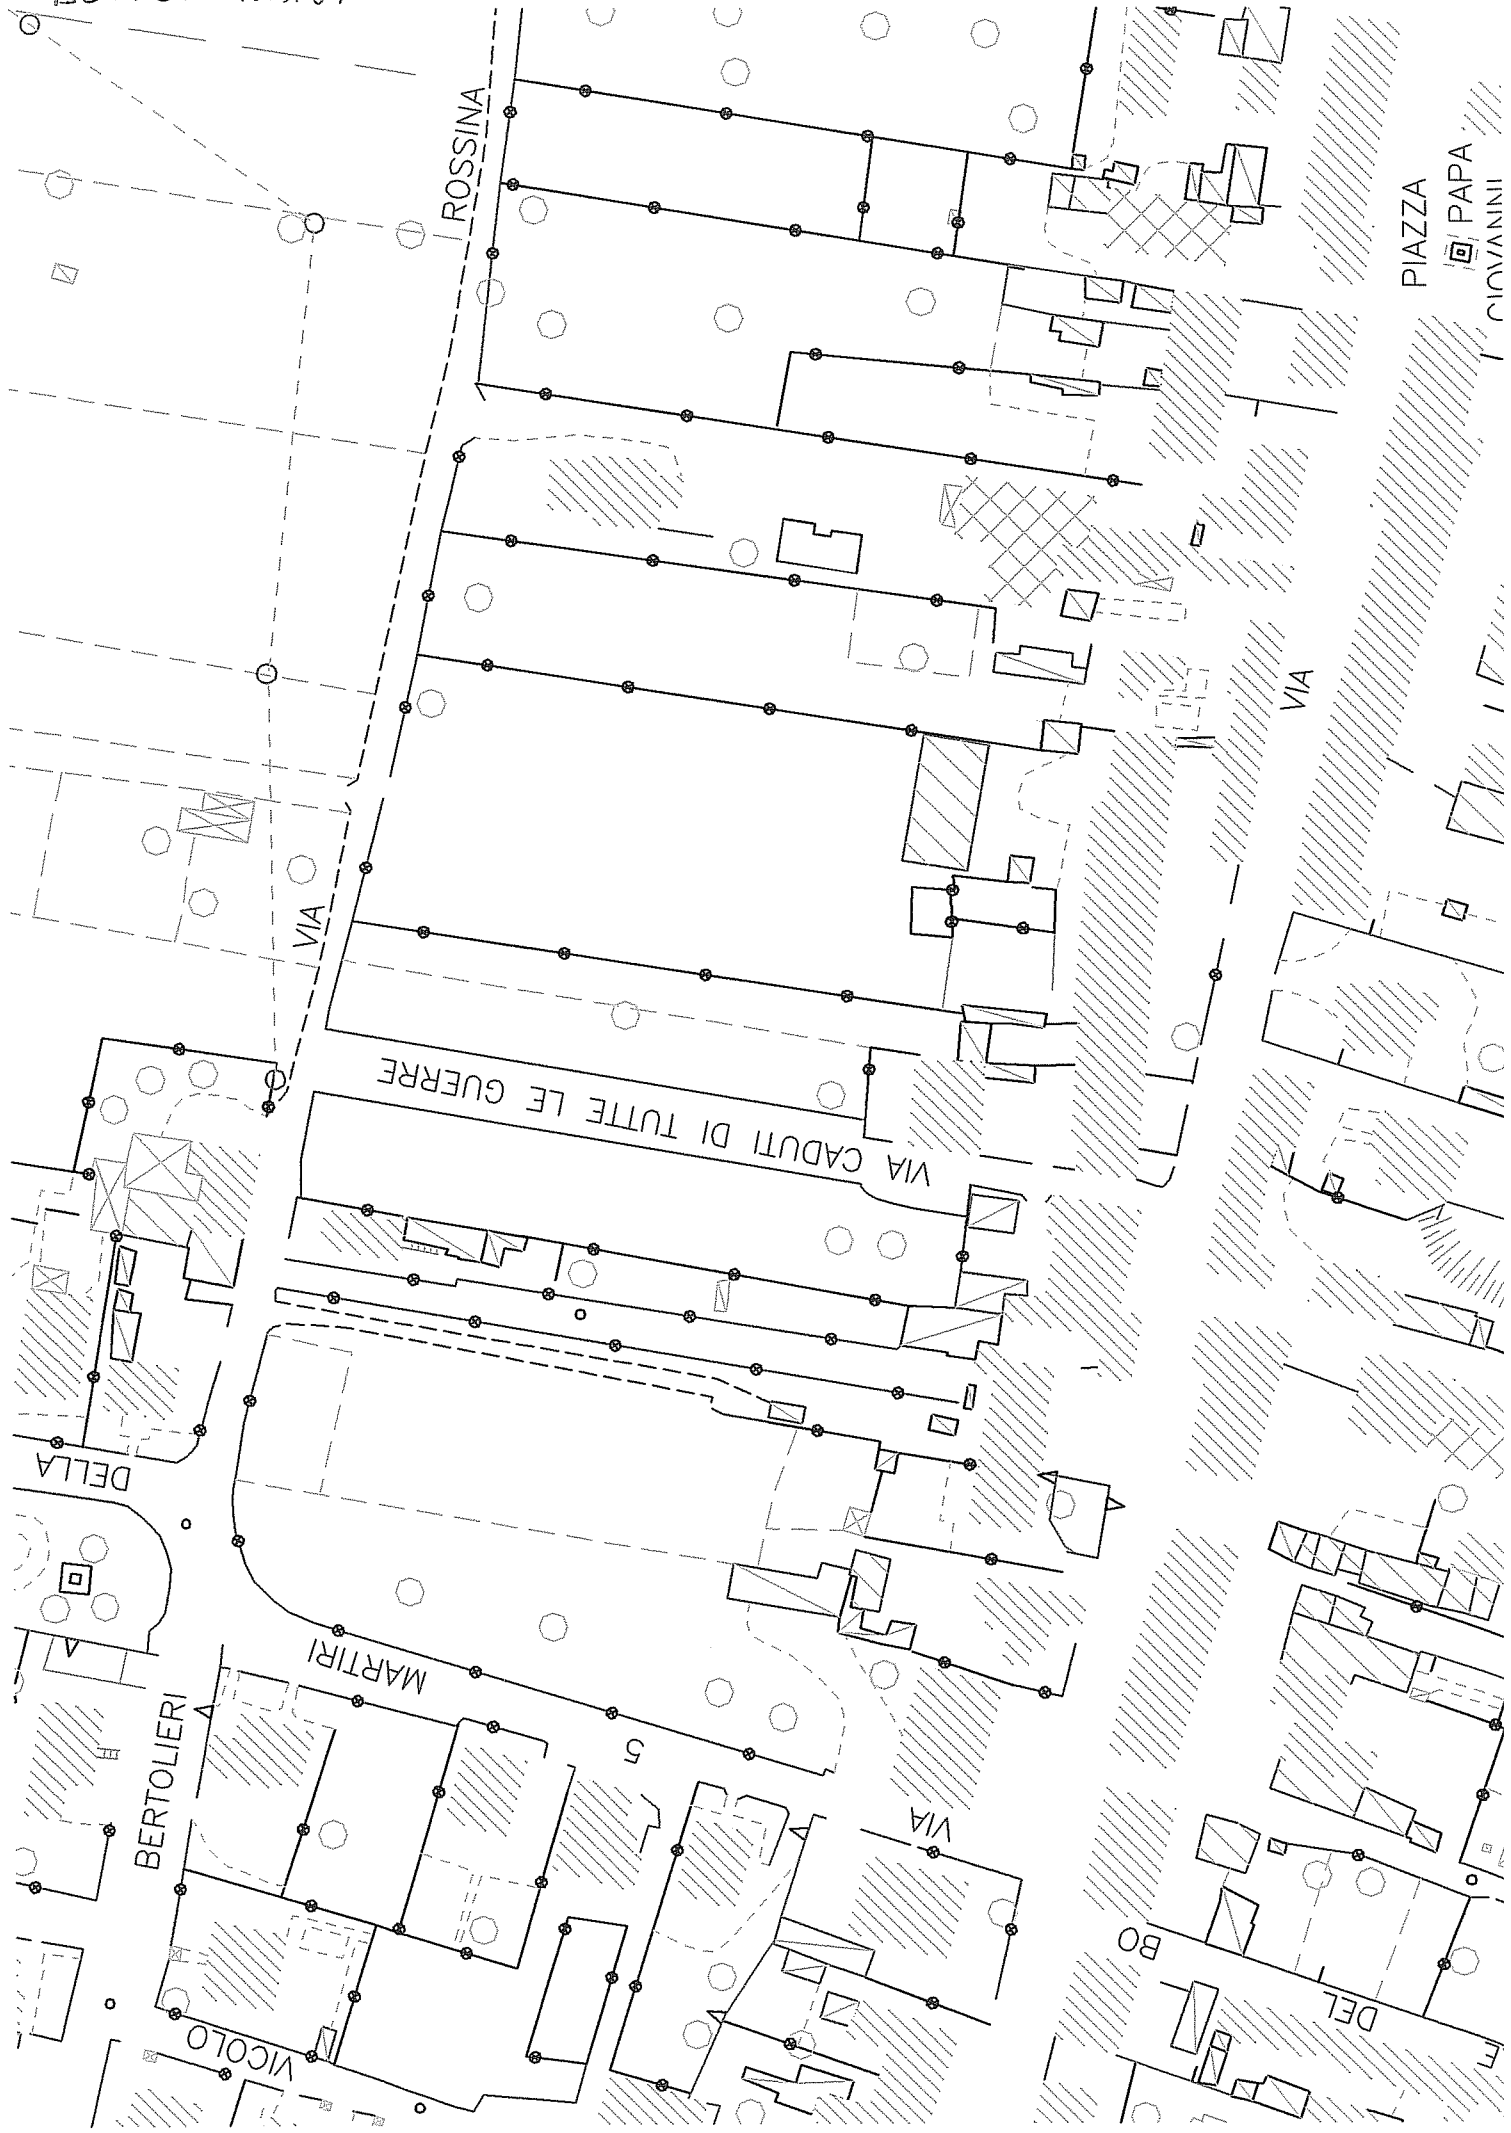 ROSSINA
PIAZZA
PAPA
GIOVANNI
VIA
VIA
VIA CADUTI DI TUTTE LE GUERRE
DELLA
MARTIRI
5
BERTOLIERI
VIA
VICOLO
BO
DEL
E